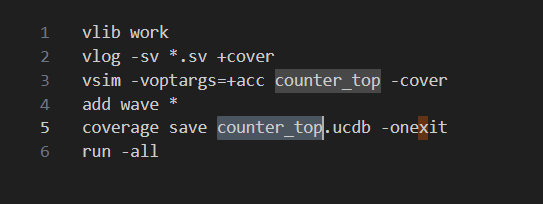 1 vlib work
2 vlog -sv *.sv +cover
3 vsim -voptargs=+acc counter_top -cover
4 add wave *
5 coverage save counter_top.ucdb -onexit
6 run -all